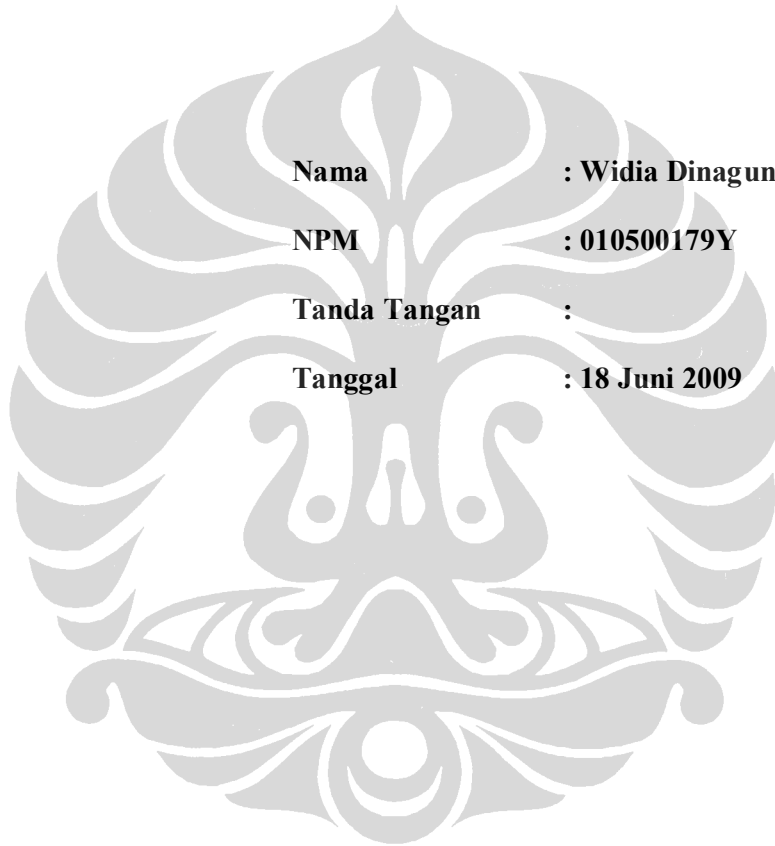 Nama : Widia Dinagun
NPM : 010500179Y
Tanda Tangan :
Tanggal : 18 Juni 2009